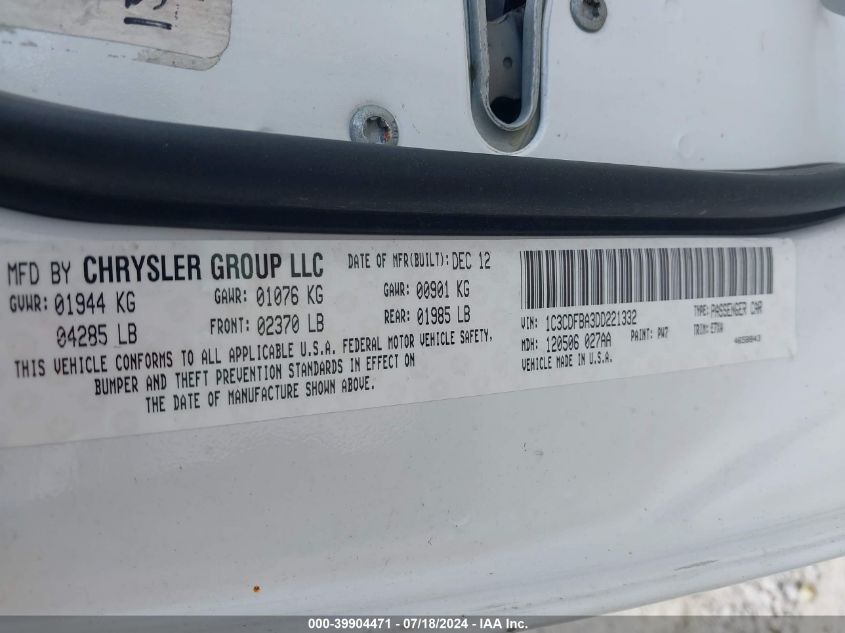 MFD BY CHRYSLER GROUP LLC DATE OF MFR(BUILT): DEC 12
GVWR: 01944 KG GAWR: 01076 KG GAWR: 00901 KG
04285 LB FRONT: 02370 LB REAR: 01985 LB
THIS VEHICLE CONFORMS TO ALL APPLICABLE U.S.A. FEDERAL MOTOR VEHICLE SAFETY,
BUMPER AND THEFT PREVENTION STANDARDS IN EFFECT ON
THE DATE OF MANUFACTURE SHOWN ABOVE.
VIN: 1C3CDFBA3DD221332 TYPE: PASSENGER CAR
MDH: 120506 027AA PAINT: PW7 TRIM:
VEHICLE MADE IN U.S.A.
000-39904471 - 07/18/2024 - IAA Inc.